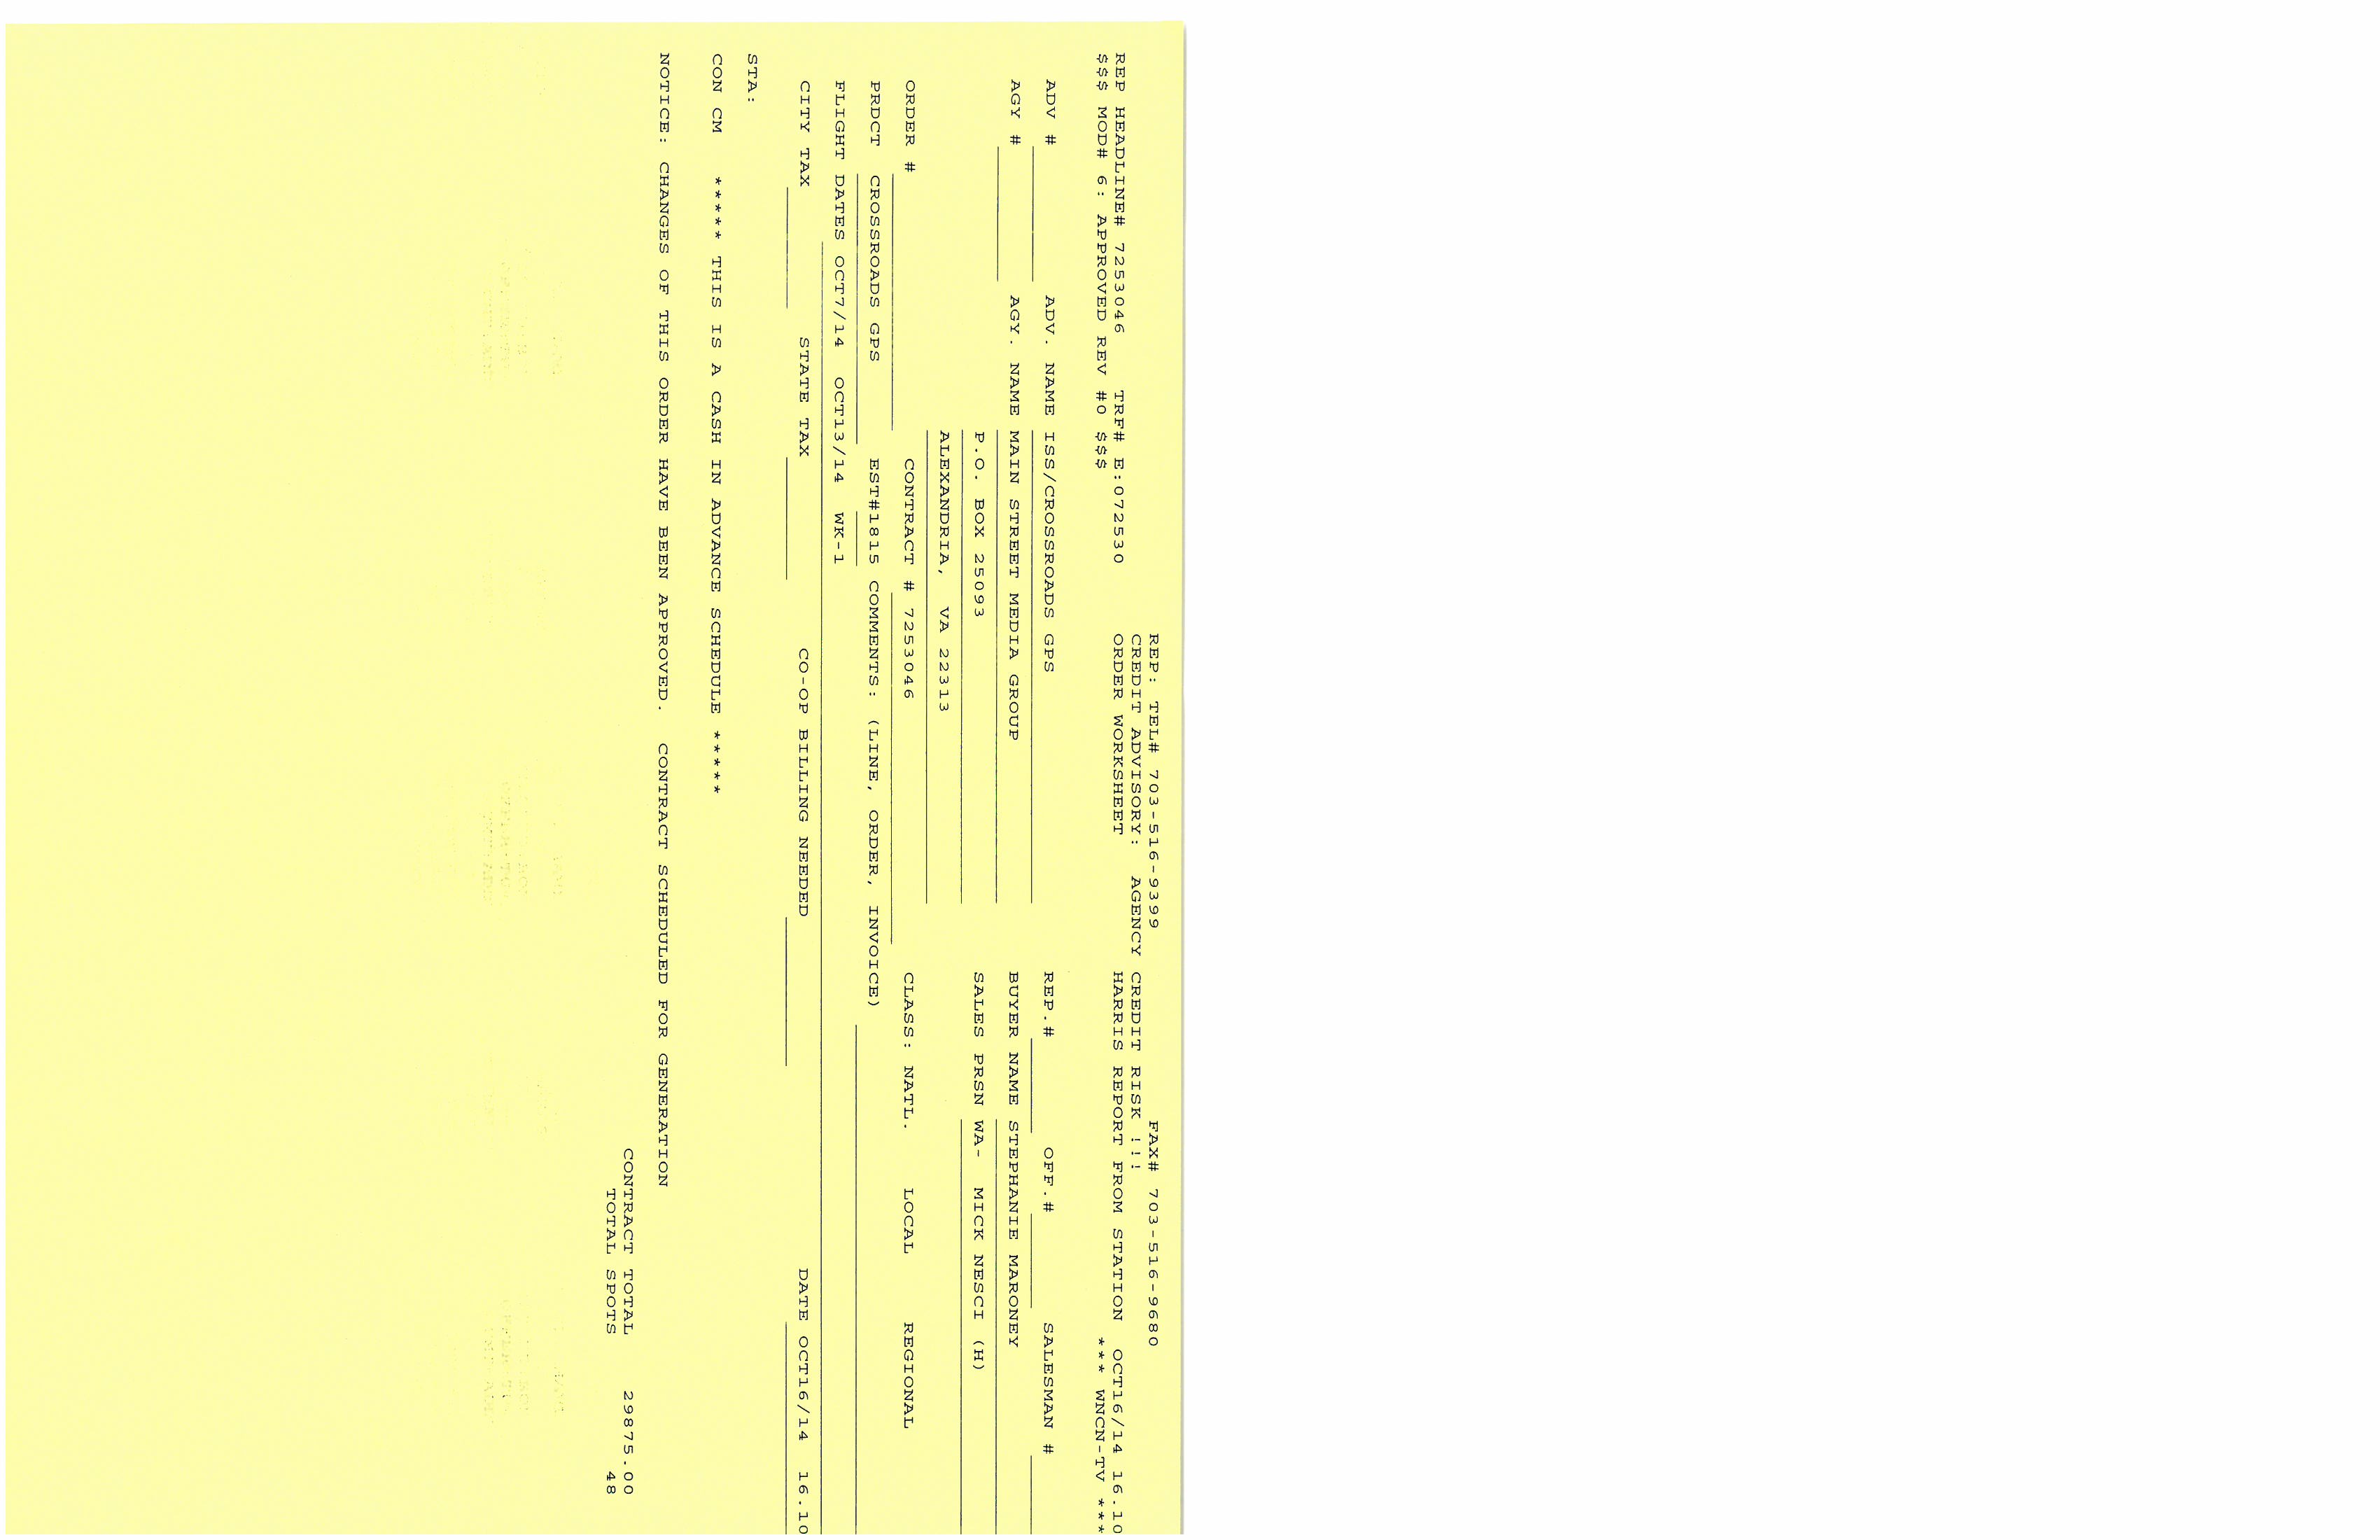 REP: TEL# 703-516-9399 FAX# 703-516-9680
CREDIT ADVISORY: AGENCY CREDIT RISK !!!
REP HEADLINE# 7253046 TRF# E:072530 ORDER WORKSHEET HARRIS REPORT FROM STATION OCT16/14 16.10
$$$ MOD# 6: APPROVED REV #0 $$$ *** WNCN-TV ***
ADV # ADV. NAME ISS/CROSSROADS GPS REP.# OFF.# SALESMAN #
AGY # AGY. NAME MAIN STREET MEDIA GROUP BUYER NAME STEPHANIE MARONEY
P.O. BOX 25093 SALES PRSN WA- MICK NESCI (H)
ALEXANDRIA, VA 22313
ORDER # CONTRACT # 7253046 CLASS: NATL. LOCAL REGIONAL
PRDCT CROSSROADS GPS EST#1815 COMMENTS: (LINE, ORDER, INVOICE)
FLIGHT DATES OCT7/14 OCT13/14 WK-1
CITY TAX STATE TAX CO-OP BILLING NEEDED DATE OCT16/14 16.10
STA:
CON CM ***** THIS IS A CASH IN ADVANCE SCHEDULE *****
NOTICE: CHANGES OF THIS ORDER HAVE BEEN APPROVED. CONTRACT SCHEDULED FOR GENERATION
CONTRACT TOTAL 29875.00
TOTAL SPOTS 48